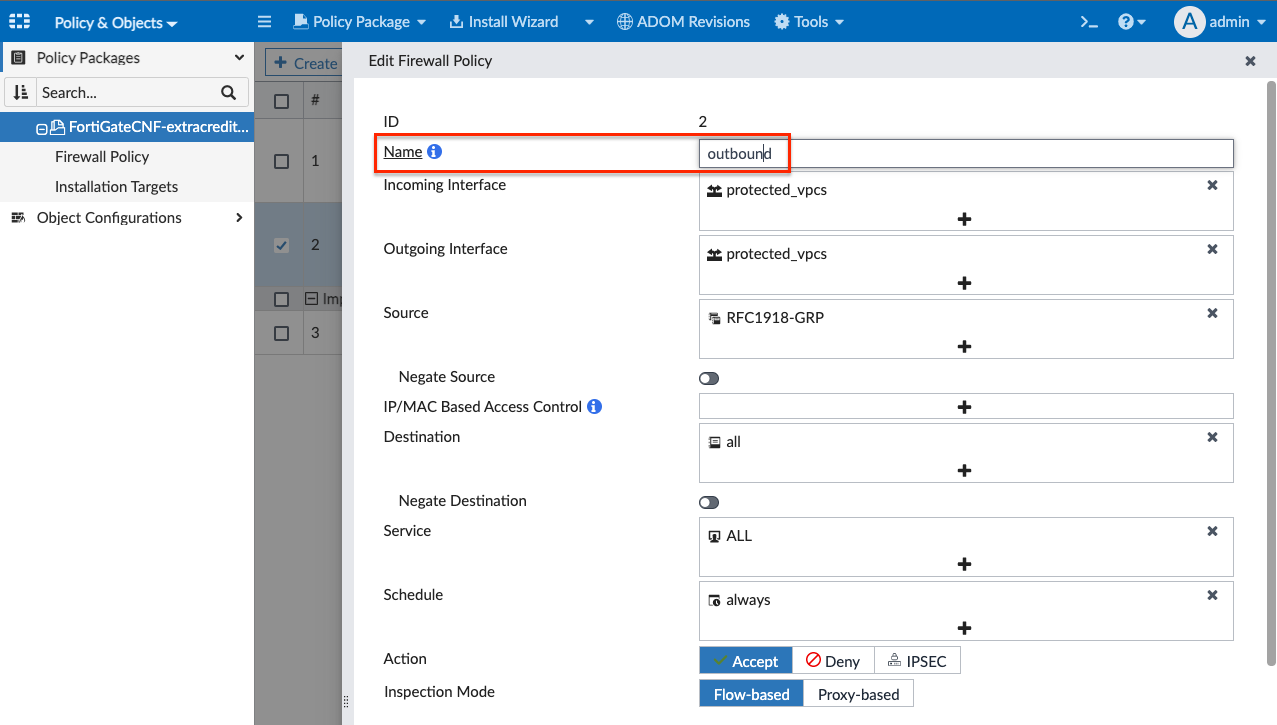 Policy & Objects Policy Package Install Wizard ADOM Revisions Tools >_ ? A admin
Policy Packages
Search...
FortiGateCNF-extracredit...
Firewall Policy
Installation Targets
Object Configurations
+ Create
#
1
2
Imp
3
Edit Firewall Policy
ID 2
Name outbound
Incoming Interface protected_vpcs
Outgoing Interface protected_vpcs
Source RFC1918-GRP
Negate Source
IP/MAC Based Access Control
Destination all
Negate Destination
Service ALL
Schedule always
Action Accept Deny IPSEC
Inspection Mode Flow-based Proxy-based